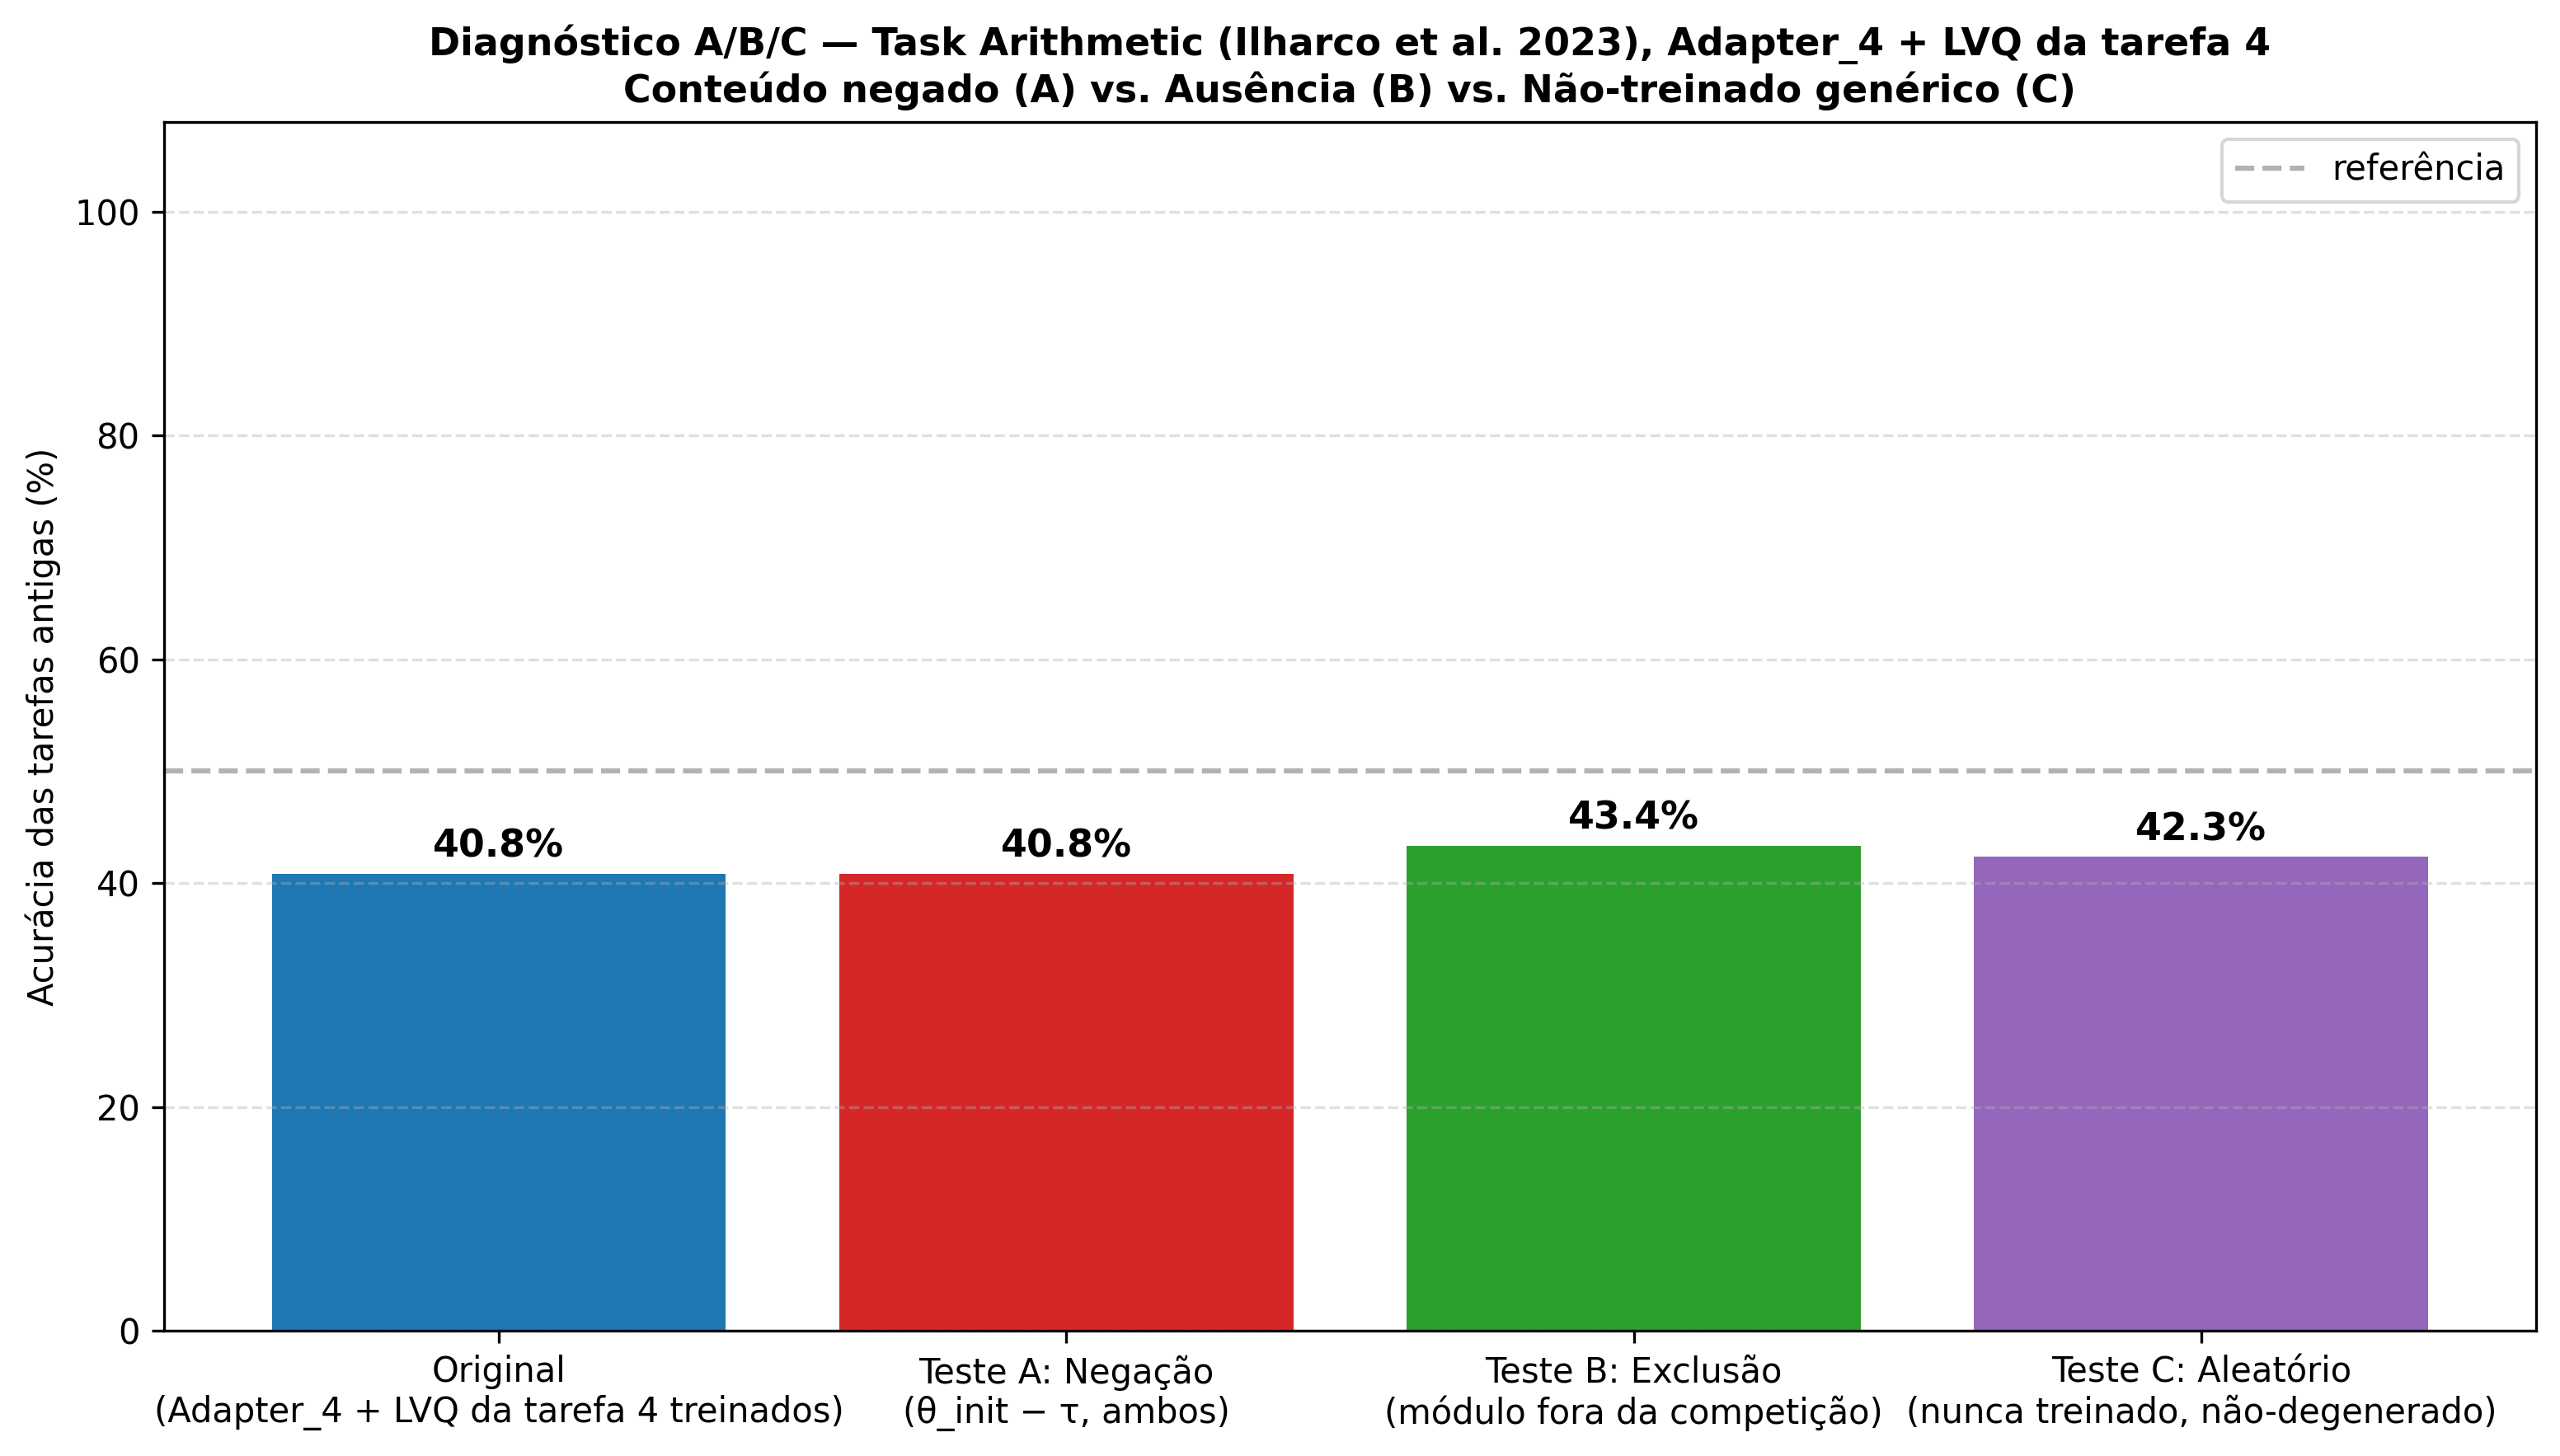 Diagnóstico A/B/C — Task Arithmetic (Ilharco et al. 2023), Adapter_4 + LVQ da tarefa 4
Conteúdo negado (A) vs. Ausência (B) vs. Não-treinado genérico (C)
referência
Acurácia das tarefas antigas (%)
100
80
60
40
20
0
40.8%
40.8%
43.4%
42.3%
Original
(Adapter_4 + LVQ da tarefa 4 treinados)
Teste A: Negação
(θ_init − τ, ambos)
Teste B: Exclusão
(módulo fora da competição)
Teste C: Aleatório
(nunca treinado, não-degenerado)